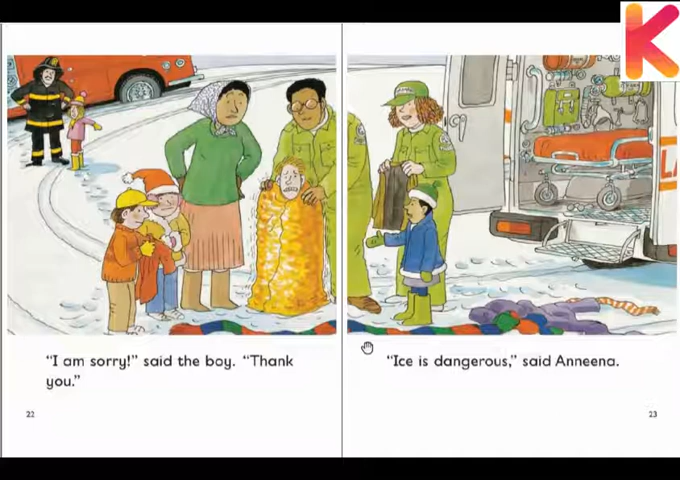 K
"I am sorry!" said the boy. "Thank
you."
"Ice is dangerous," said Anneena.
22
23